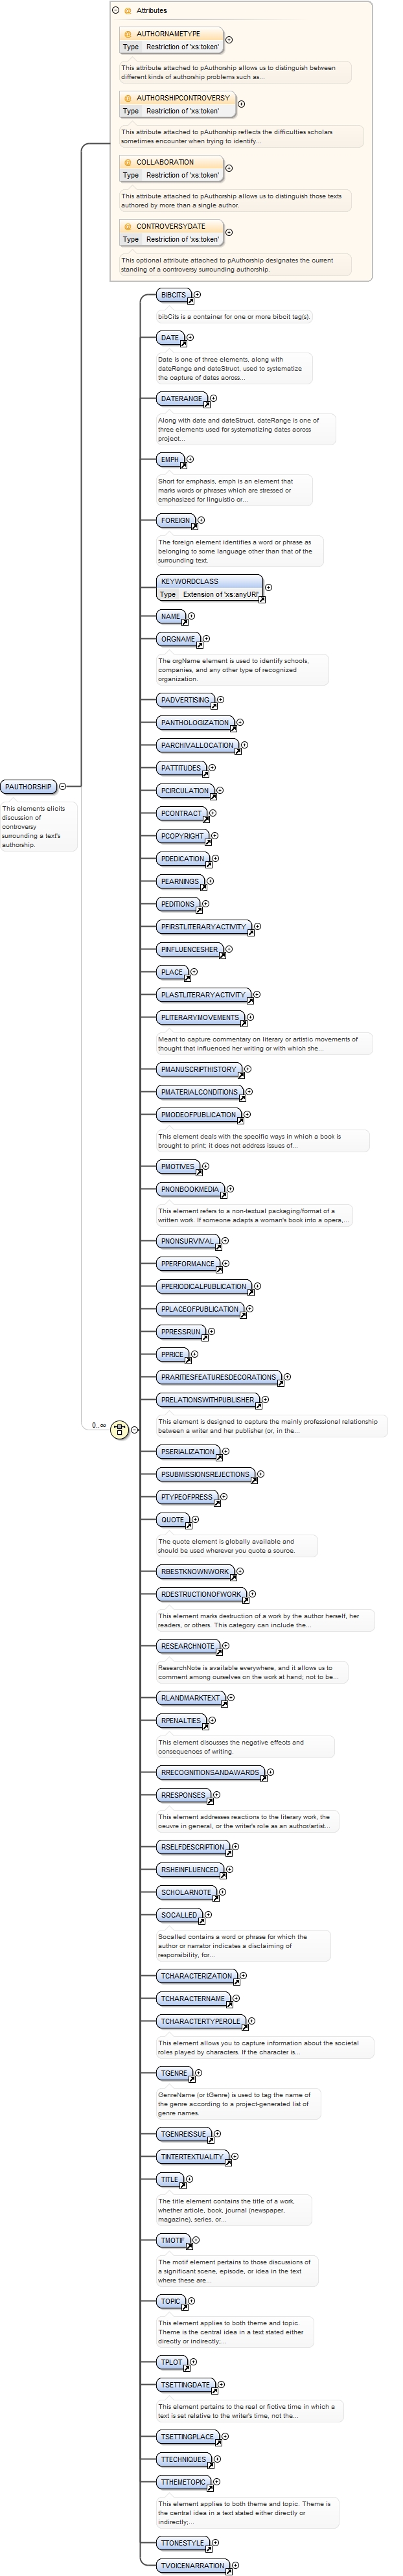 Attributes
AUTHORNAMETYPE
Type Restriction of 'xs:token'
This attribute attached to pAuthorship allows us to distinguish between
different kinds of authorship problems such as...
AUTHORSHIPCONTROVERSY
Type Restriction of 'xs:token'
This attribute attached to pAuthorship reflects the difficulties scholars
sometimes encounter when trying to identify...
COLLABORATION
Type Restriction of 'xs:token'
This attribute attached to pAuthorship allows us to distinguish those texts
authored by more than a single author.
CONTROVERSYDATE
Type Restriction of 'xs:token'
This optional attribute attached to pAuthorship designates the current
standing of a controversy surrounding authorship.
BIBCITS
bibCits is a container for one or more bibcit tag(s).
DATE
Date is one of three elements, along with
dateRange and dateStruct, used to systematize
the capture of dates across...
DATERANGE
Along with date and dateStruct, dateRange is one of
three elements used for systematizing dates across
project...
EMPH
Short for emphasis, emph is an element that
marks words or phrases which are stressed or
emphasized for linguistic or...
FOREIGN
The foreign element identifies a word or phrase as
belonging to some language other than that of the
surrounding text.
KEYWORDCLASS
Type Extension of 'xs:anyURI'
NAME
ORGNAME
The orgName element is used to identify schools,
companies, and any other type of recognized
organization.
PADVERTISING
PANTHOLOGIZATION
PARCHIVALLOCATION
PATTITUDES
PAUTHORSHIP
This elements elicits
discussion of
controversy
surrounding a text's
authorship.
PCIRCULATION
PCONTRACT
PCOPYRIGHT
PDEDICATION
PEARNINGS
PEDITIONS
PFIRSTLITERARYACTIVITY
PINFLUENCESHER
PLACE
PLASTLITERARYACTIVITY
PLITERARYMOVEMENTS
Meant to capture commentary on literary or artistic movements of
thought that influenced her writing or with which she...
PMANUSCRIPTHISTORY
PMATERIALCONDITIONS
PMODEOFPUBLICATION
This element deals with the specific ways in which a book is
brought to print; it does not address issues of...
PMOTIVES
PNONBOOKMEDIA
This element refers to a non-textual packaging/format of a
written work. If someone adapts a woman's book into a opera,...
PNONSURVIVAL
PPERFORMANCE
PPERIODICALPUBLICATION
PPLACEOFPUBLICATION
PPRESSRUN
PPRICE
PRARITIESFEATURESDECORATIONS
PRELATIONSWITHPUBLISHER
0..∞
This element is designed to capture the mainly professional relationship
between a writer and her publisher (or, in the...
PSERIALIZATION
PSUBMISSIONSREJECTIONS
PTYPEOFPRESS
QUOTE
The quote element is globally available and
should be used wherever you quote a source.
RBESTKNOWNWORK
RDESTRUCTIONOFWORK
This element marks destruction of a work by the author herself, her
readers, or others. This category can include the...
RESEARCHNOTE
ResearchNote is available everywhere, and it allows us to
comment among ourselves on the work at hand, not to be...
RLANDMARKTEXT
RPENALTIES
This element discusses the negative effects and
consequences of writing.
RRECOGNITIONSANDAWARDS
RRESPONSES
This element addresses reactions to the literary work, the
oeuvre in general, or the writer's role as an author/artist...
RSELFDESCRIPTION
RSHEINFLUENCED
SCHOLARNOTE
SOCALLED
Socalled contains a word or phrase for which the
author or narrator indicates a disclaiming of
responsibility, for...
TCHARACTERIZATION
TCHARACTERNAME
TCHARACTERTYPEROLE
This element allows you to capture information about the societal
roles played by characters. If the character is...
TGENRE
GenreName (or tGenre) is used to tag the name of
the genre according to a project-generated list of
genre names.
TGENREISSUE
TINTERTEXTUALITY
TITLE
The title element contains the title of a work,
whether article, book, journal (newspaper,
magazine), series, or...
TMOTIF
The motif element pertains to those discussions of
a significant scene, episode, or idea in the text
where these are...
TOPIC
This element applies to both theme and topic.
Theme is the central idea in a text stated either
directly or indirectly;...
TPLOT
TSETTINGDATE
This element pertains to the real or fictive time in which a
text is set relative to the writer's time, not the...
TSETTINGPLACE
TTECHNIQUES
TTHEMETOPIC
This element applies to both theme and topic. Theme is
the central idea in a text stated either directly or
indirectly;...
TTONESTYLE
TVOICENARRATION